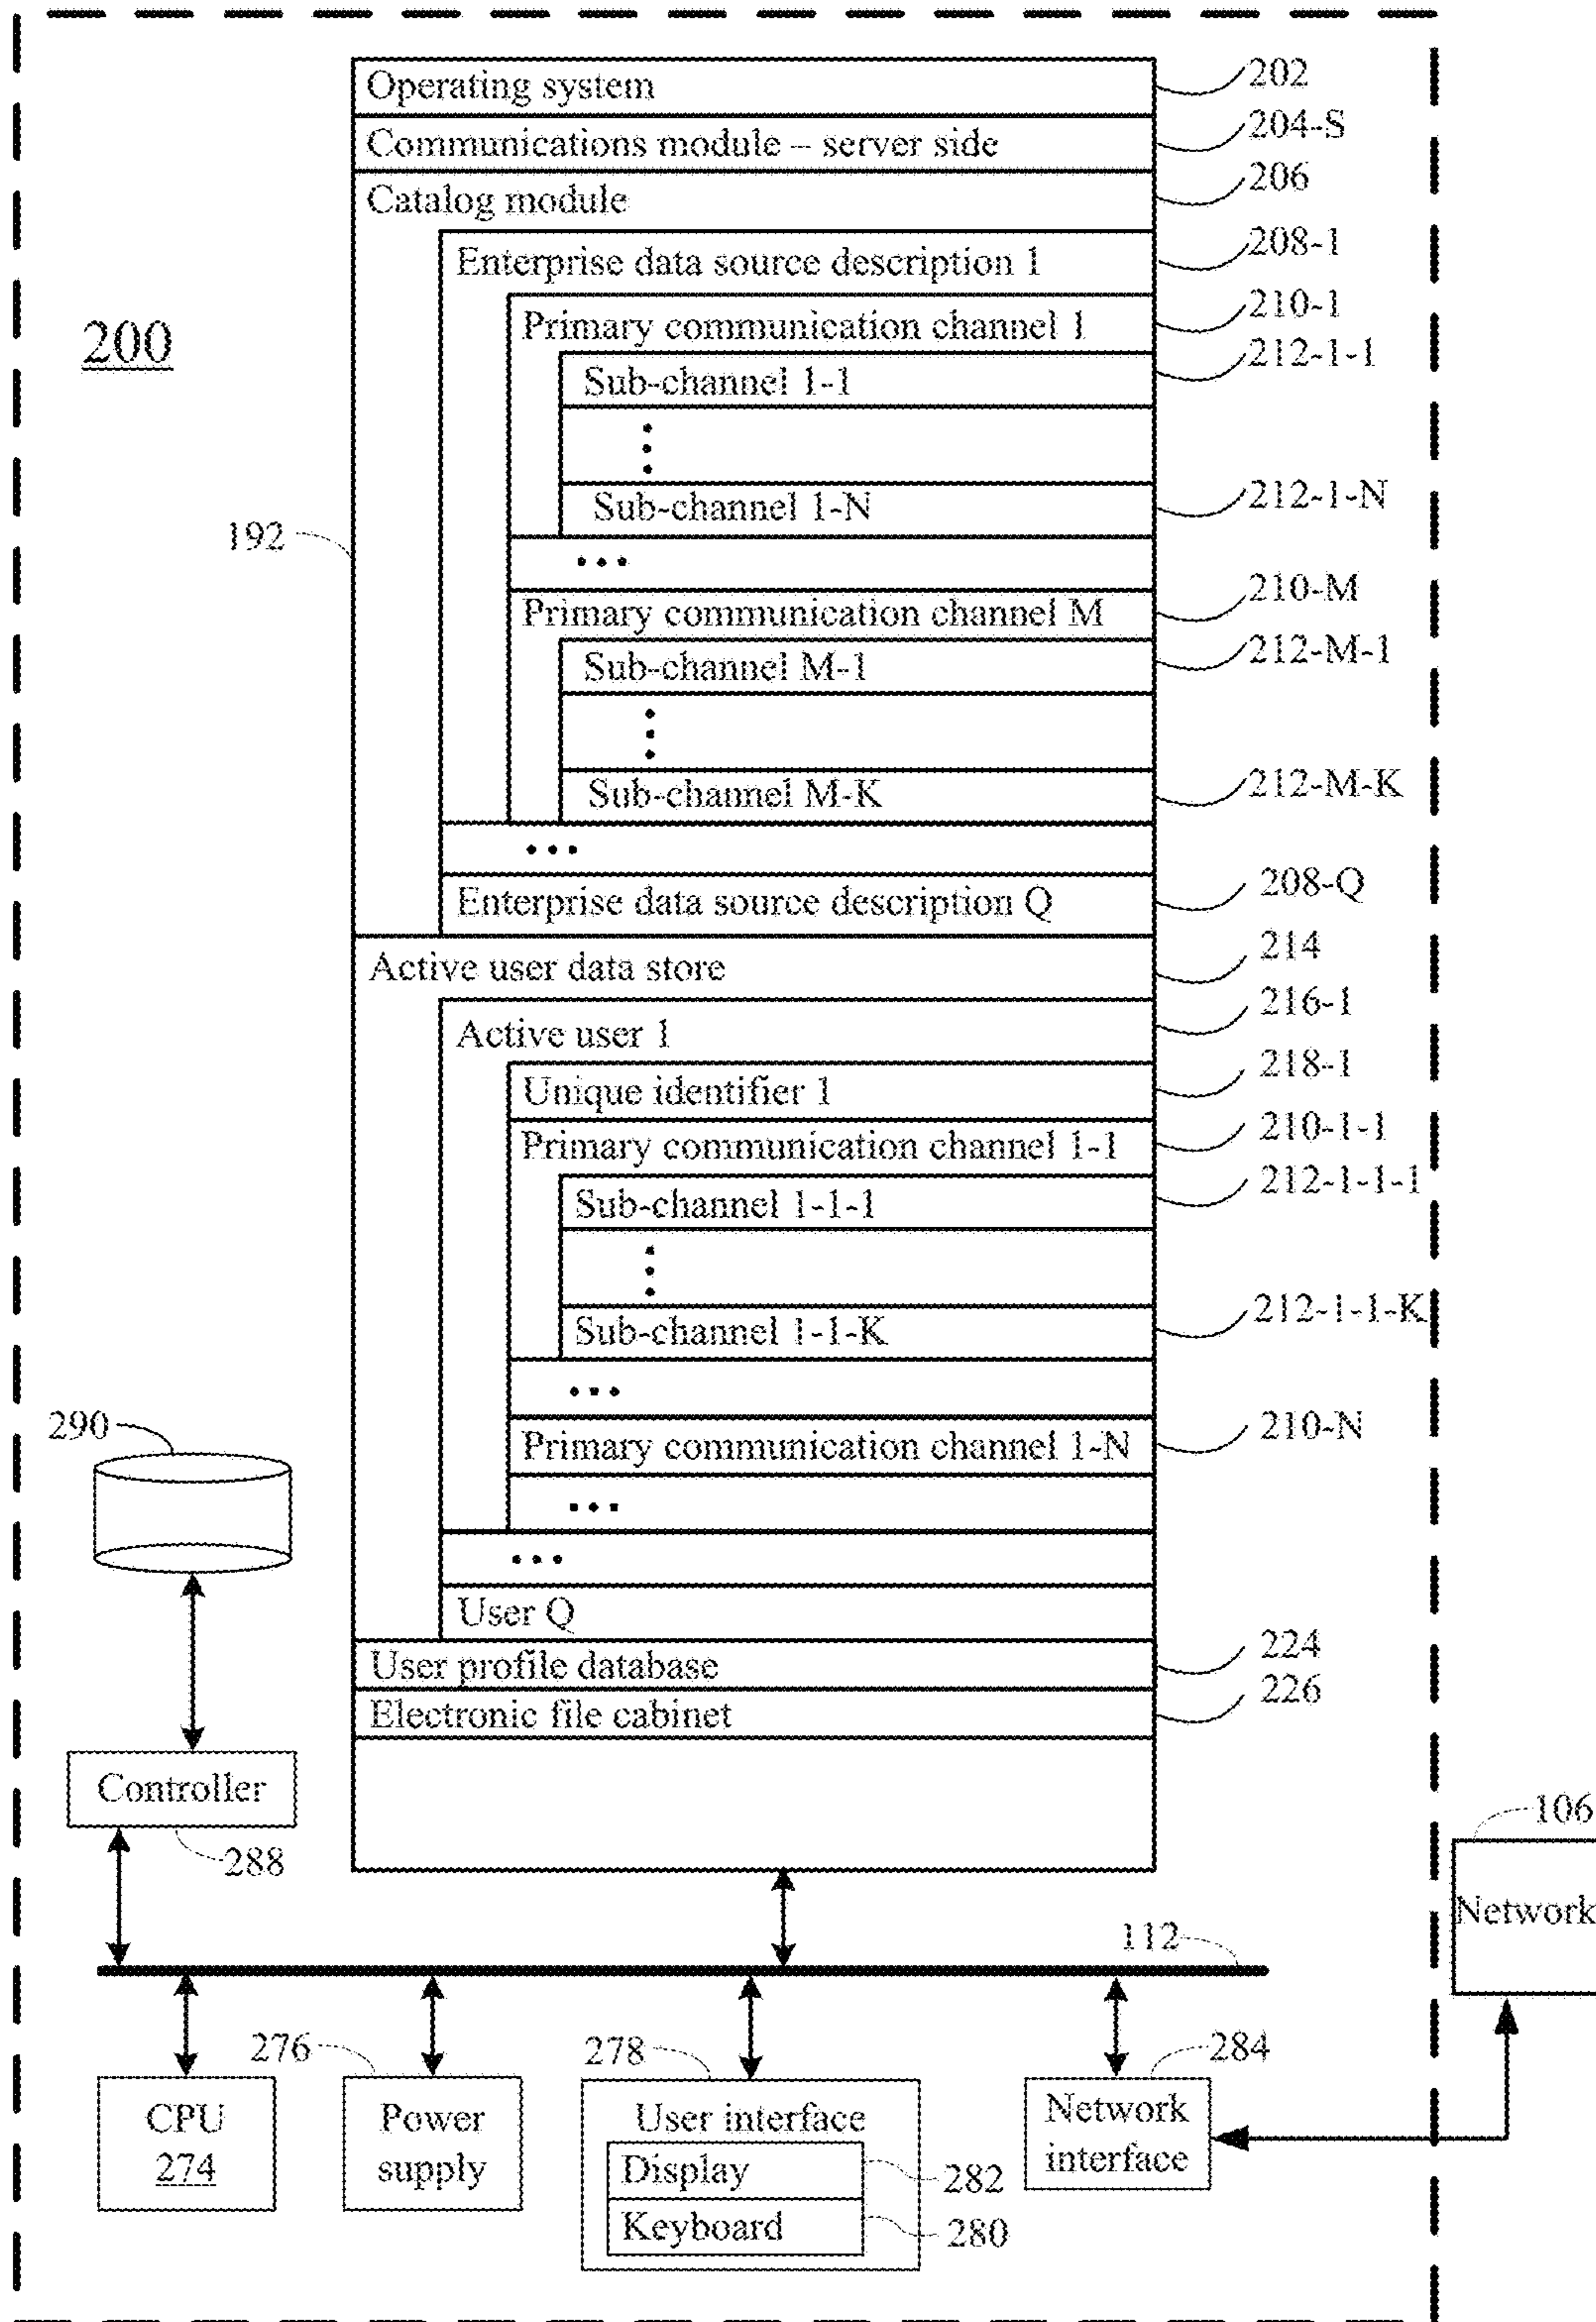 Operating system 202
Communications module – server side 204-S
Catalog module 206
Enterprise data source description 1 208-1
200
Primary communication channel 1 210-1
Sub-channel 1-1 212-1-1
Sub-channel 1-N 212-1-N
192
Primary communication channel M 210-M
Sub-channel M-1 212-M-1
Sub-channel M-K 212-M-K
Enterprise data source description Q 208-Q
Active user data store 214
Active user 1 216-1
Unique identifier 1 218-1
Primary communication channel 1-1 210-1-1
Sub-channel 1-1-1 212-1-1-1
Sub-channel 1-1-K 212-1-1-K
290
Primary communication channel 1-N 210-N
User Q
User profile database 224
Electronic file cabinet 226
Controller
288
106
Network
112
276
278
284
CPU
274
Power
supply
User interface
Display 282
Keyboard 280
Network
interface